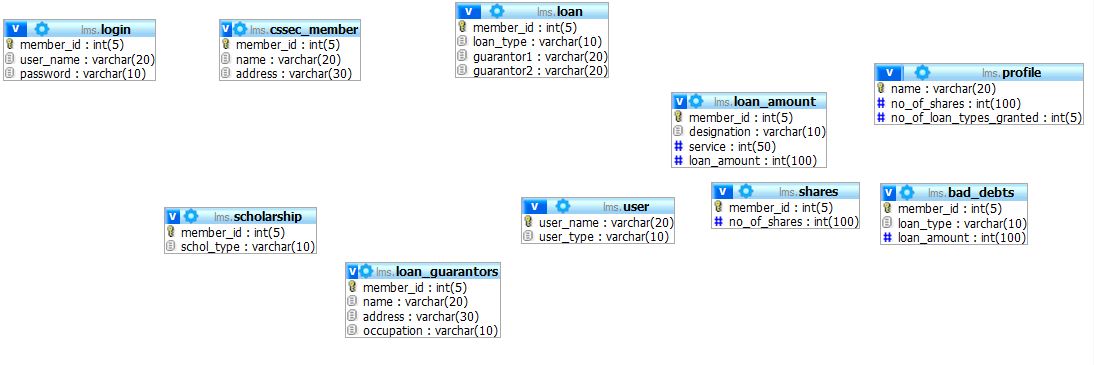 v lms.login
member_id : int(5)
user_name : varchar(20)
password : varchar(10)
v lms.cssec_member
member_id : int(5)
name : varchar(20)
address : varchar(30)
v lms.loan
member_id : int(5)
loan_type : varchar(10)
guarantor1 : varchar(20)
guarantor2 : varchar(20)
v lms.profile
name : varchar(20)
# no_of_shares : int(100)
# no_of_loan_types_granted : int(5)
v lms.loan_amount
member_id : int(5)
designation : varchar(10)
# service : int(50)
# loan_amount : int(100)
v lms.scholarship
member_id : int(5)
schol_type : varchar(10)
v lms.user
user_name : varchar(20)
user_type : varchar(10)
v lms.shares
member_id : int(5)
# no_of_shares : int(100)
v lms.bad_debts
member_id : int(5)
loan_type : varchar(10)
# loan_amount : int(100)
v lms.loan_guarantors
member_id : int(5)
name : varchar(20)
address : varchar(30)
occupation : varchar(10)